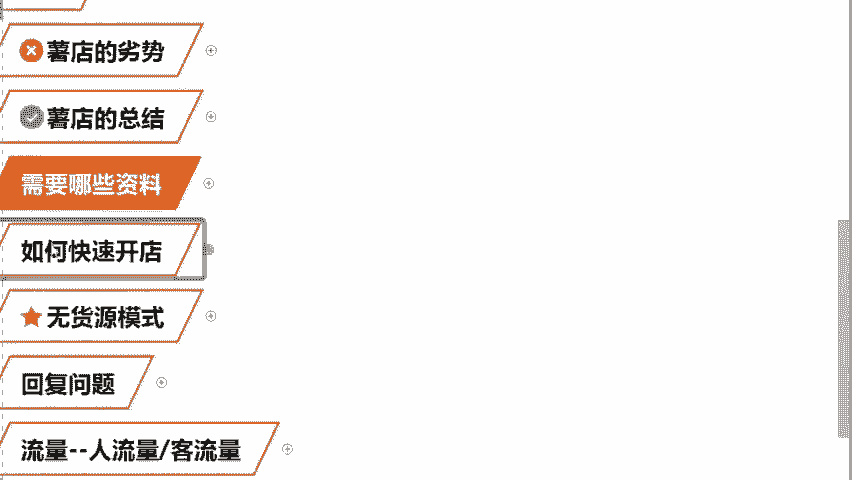 薯店的劣势
薯店的总结
需要哪些资料
如何快速开店
无货源模式
回复问题
流量--人流量/客流量